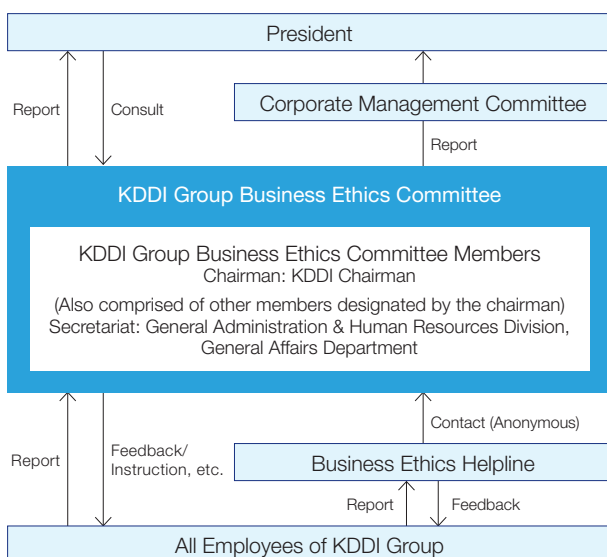 President
Report
Consult
Corporate Management Committee
Report
KDDI Group Business Ethics Committee
KDDI Group Business Ethics Committee Members
Chairman: KDDI Chairman
(Also comprised of other members designated by the chairman)
Secretariat: General Administration & Human Resources Division,
General Affairs Department
Report
Feedback/
Instruction, etc.
Contact (Anonymous)
Business Ethics Helpline
Report
Feedback
All Employees of KDDI Group